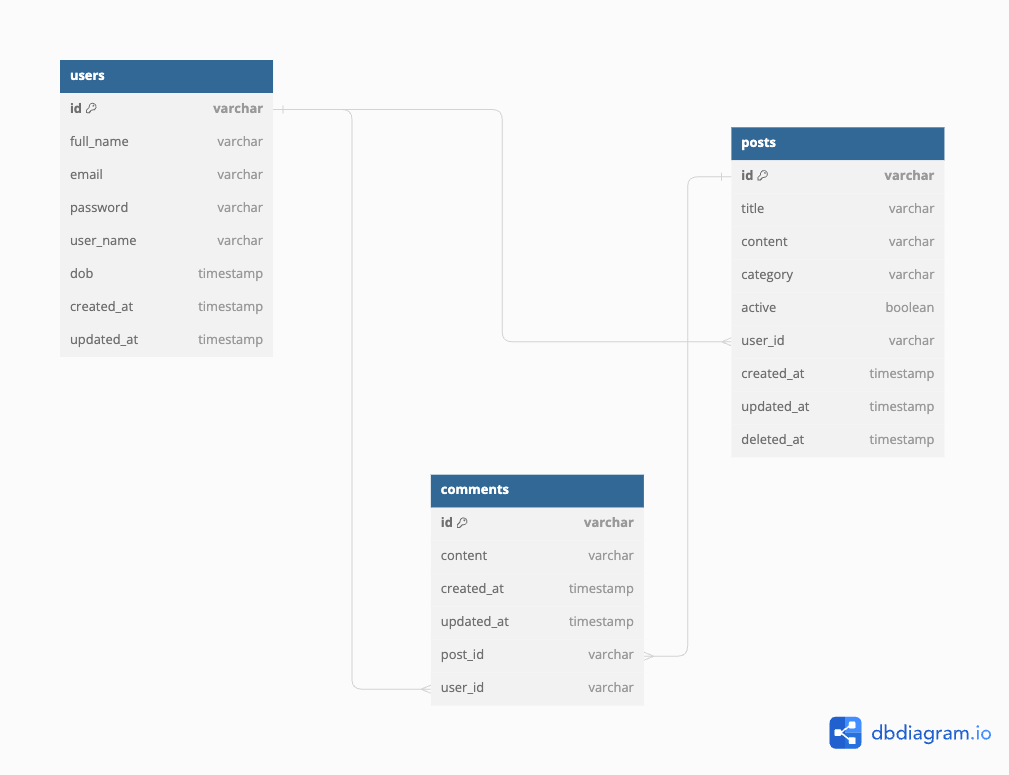 users
id varchar
full_name varchar
email varchar
password varchar
user_name varchar
dob timestamp
created_at timestamp
updated_at timestamp
posts
id varchar
title varchar
content varchar
category varchar
active boolean
user_id varchar
created_at timestamp
updated_at timestamp
deleted_at timestamp
comments
id varchar
content varchar
created_at timestamp
updated_at timestamp
post_id varchar
user_id varchar
dbdiagram.io